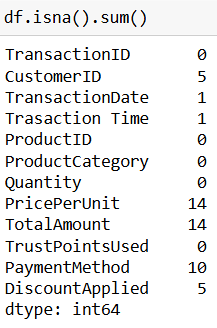 df.isna().sum()
TransactionID 0
CustomerID 5
TransactionDate 1
Trasaction Time 1
ProductID 0
ProductCategory 0
Quantity 0
PricePerUnit 14
TotalAmount 14
TrustPointsUsed 0
PaymentMethod 10
DiscountApplied 5
dtype: int64